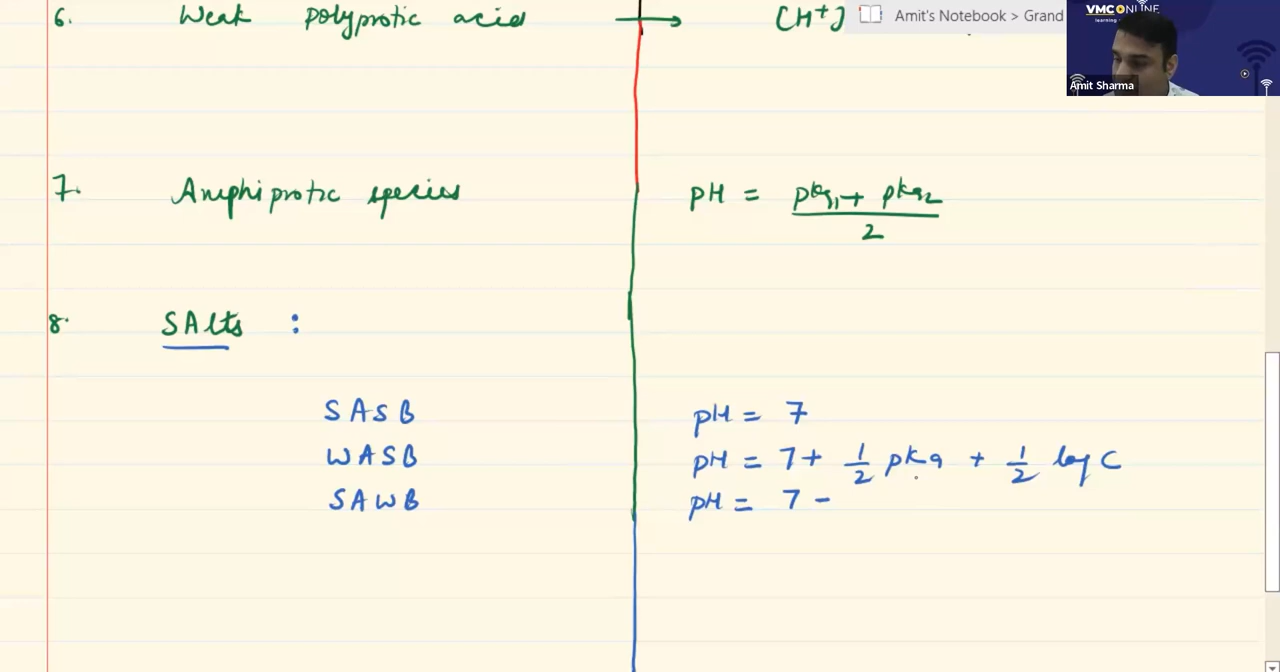 6. Weak polyprotic acid [H+]
Amit's Notebook > Grand
VMC ONLINE
learning
Amit Sharma
7. Amphiprotic species pH = pka1 + pka2 / 2
8. SAlts :
SASB pH = 7
WASB pH = 7 + 1/2 pka + 1/2 log C
SAWB pH = 7 -